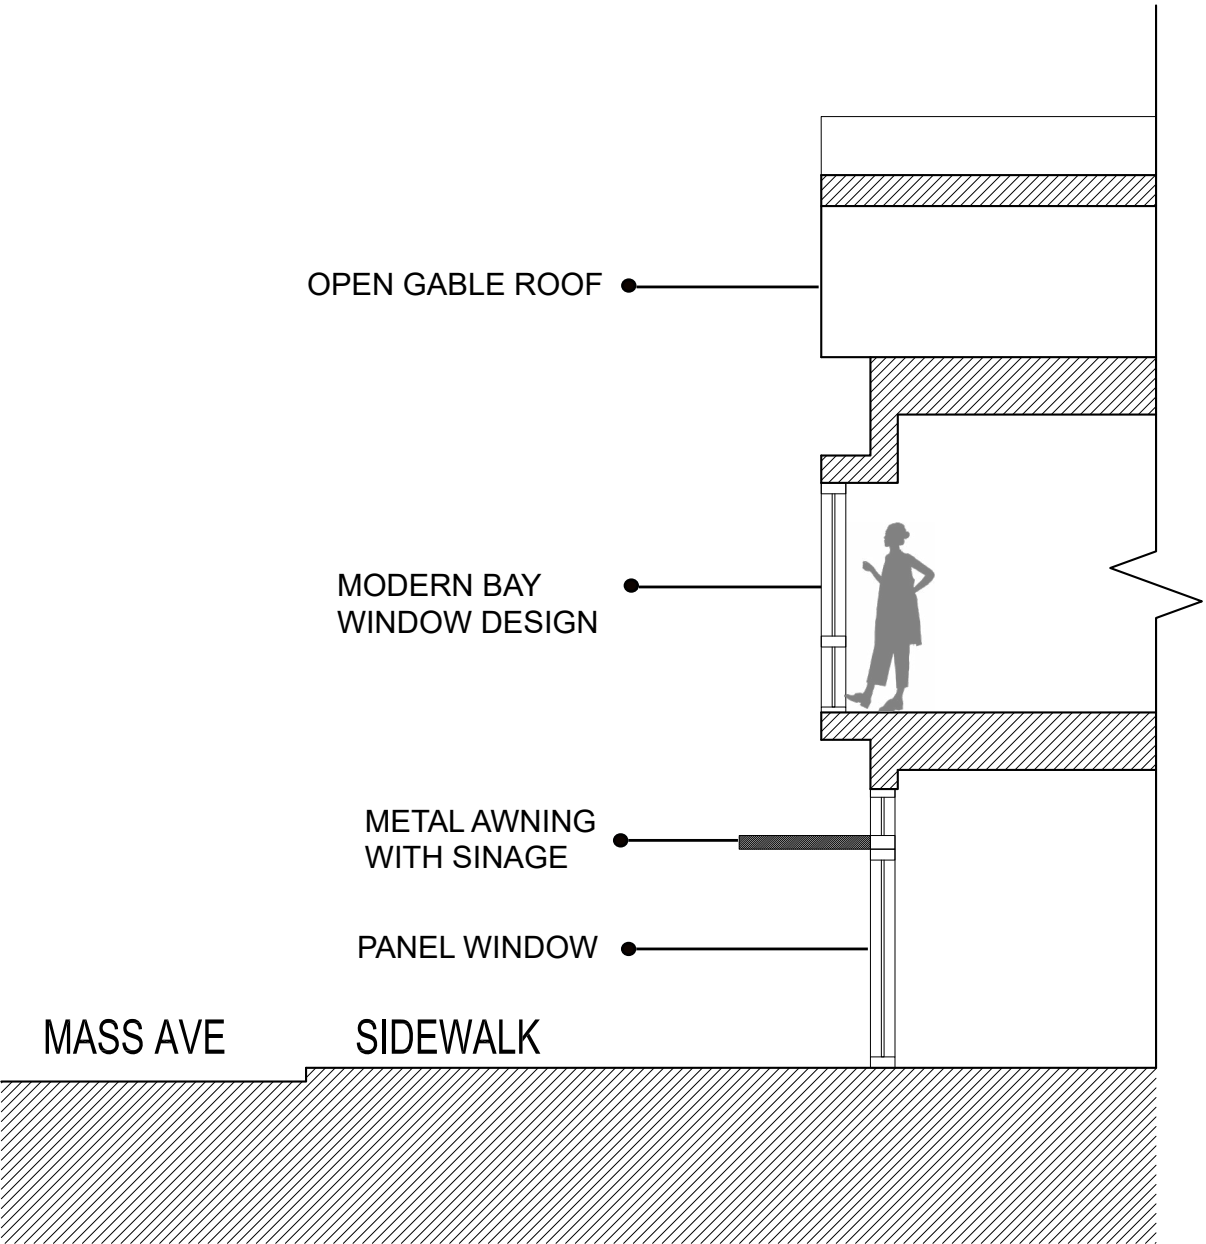 OPEN GABLE ROOF
MODERN BAY
WINDOW DESIGN
METAL AWNING
WITH SINAGE
PANEL WINDOW
MASS AVE
SIDEWALK